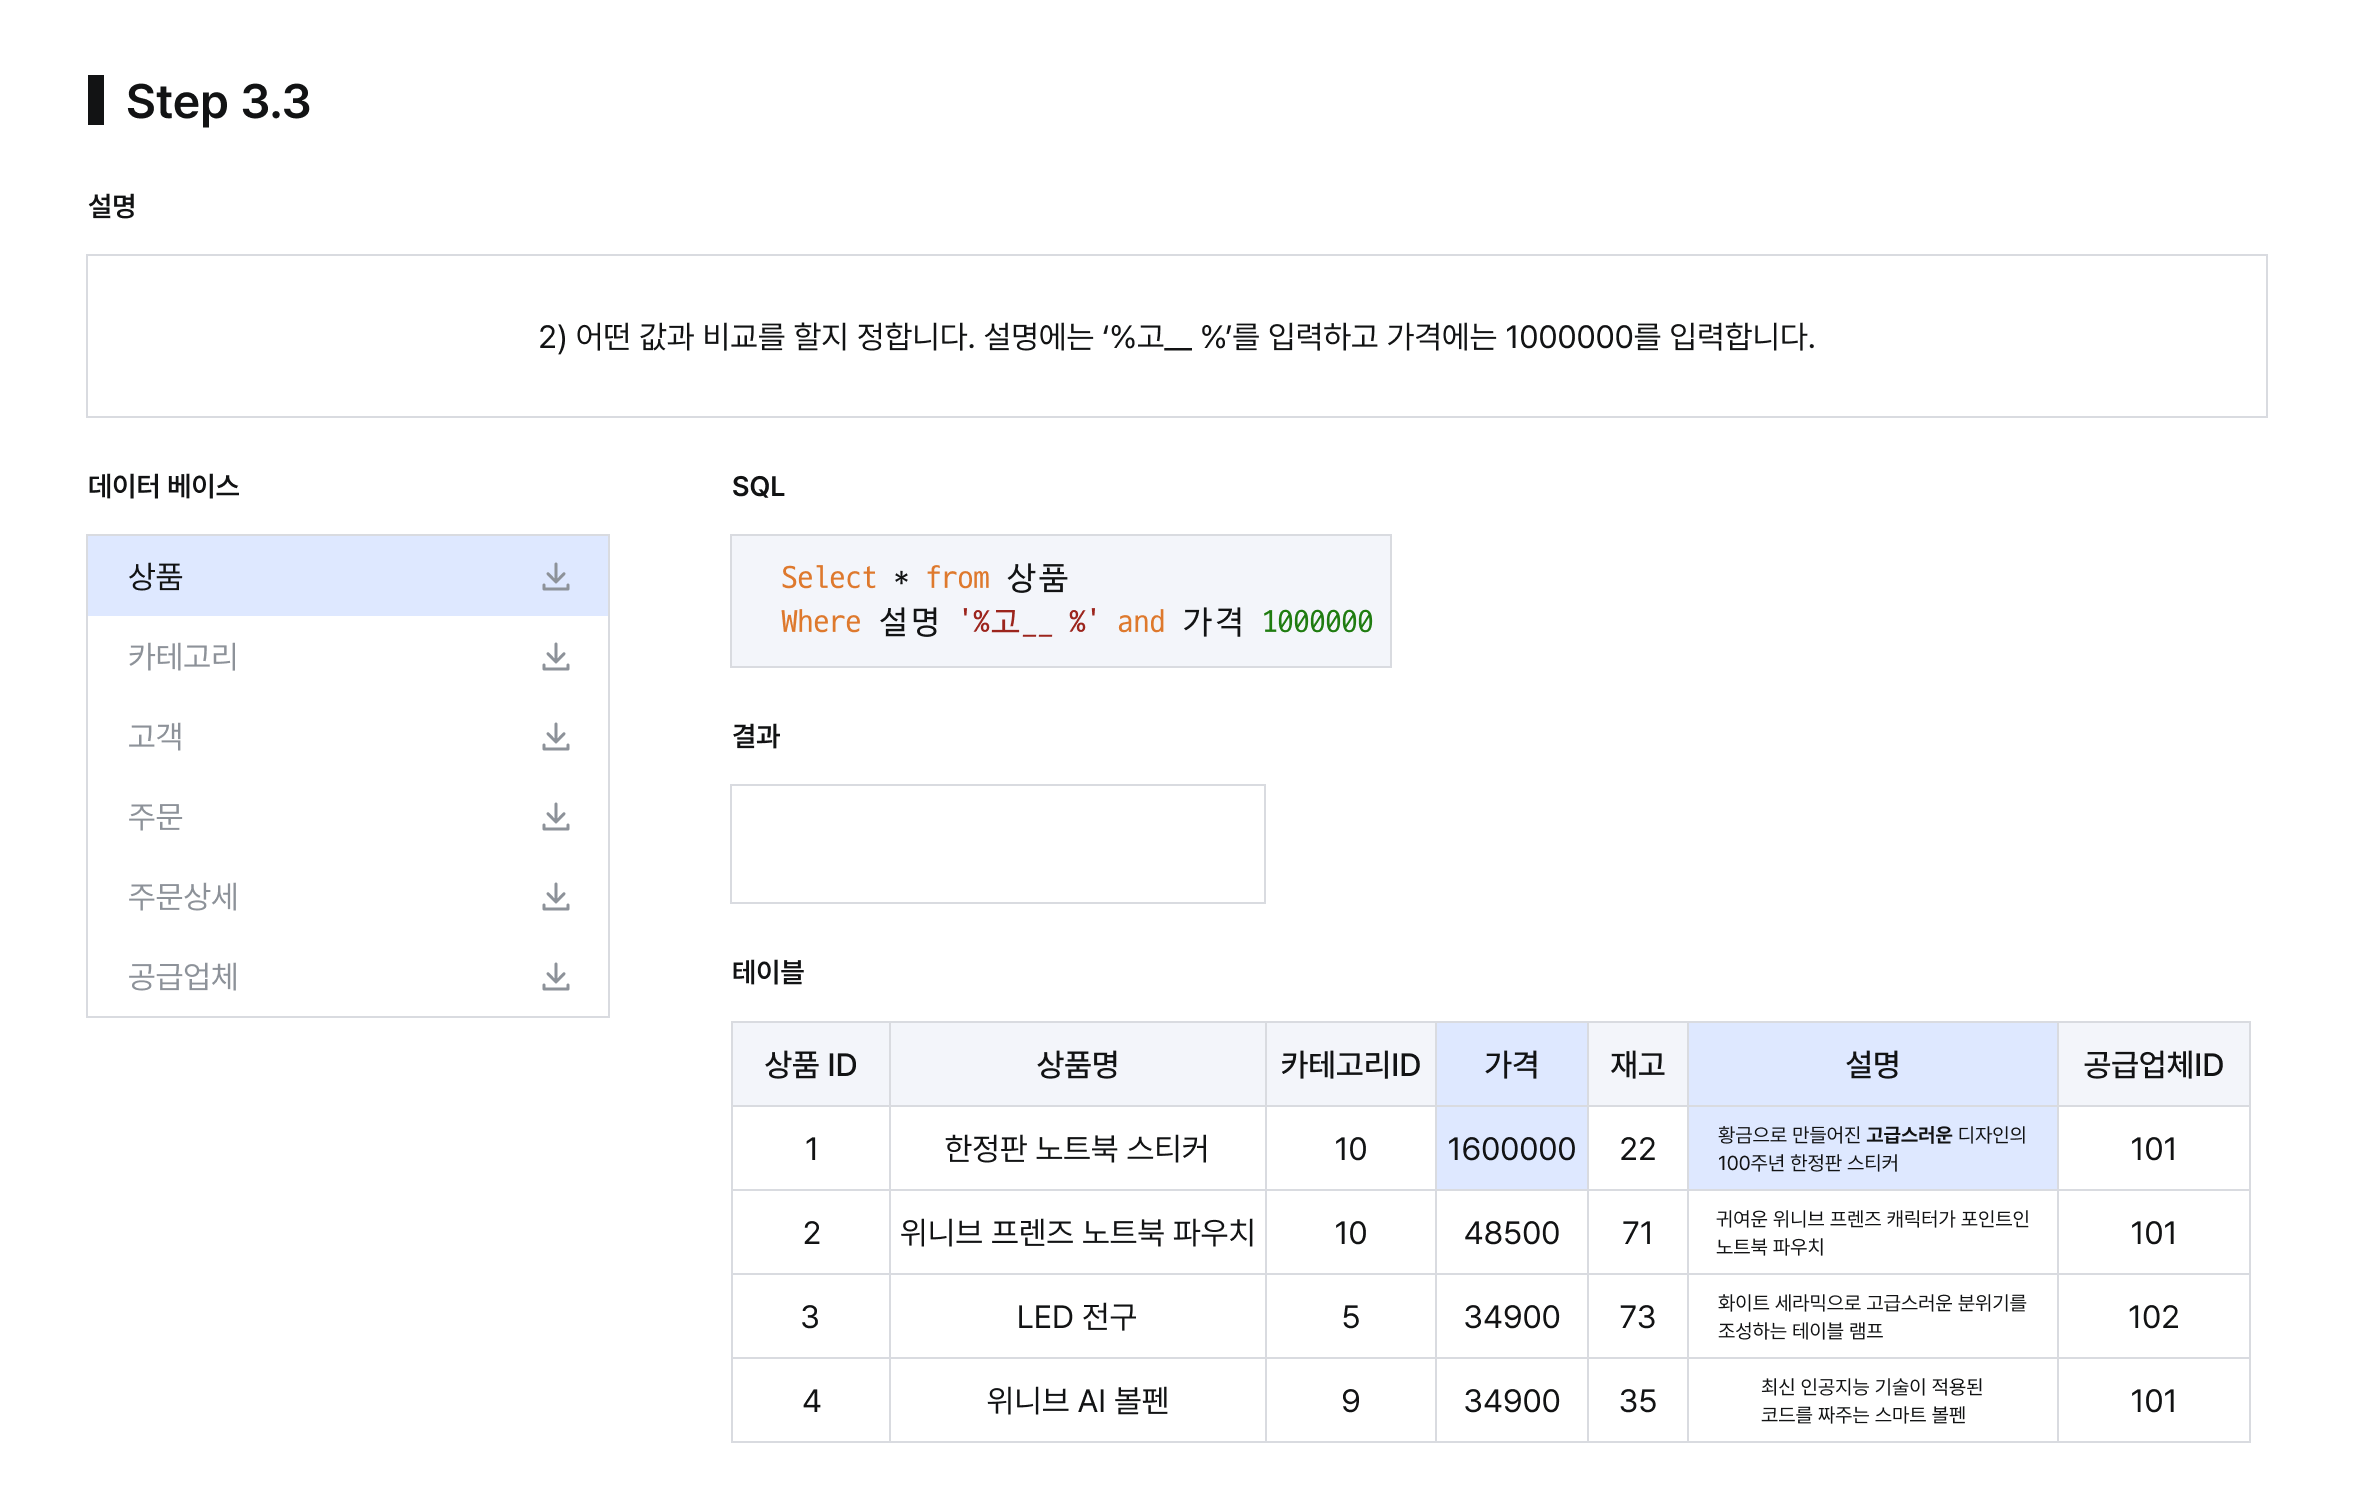 Step 3.3
설명
2) 어떤 값과 비교를 할지 정합니다. 설명에는 ‘%고__ %’를 입력하고 가격에는 1000000를 입력합니다.
데이터 베이스
상품
카테고리
고객
주문
주문상세
공급업체
SQL
Select * from 상품
Where 설명 '%고__ %' and 가격 1000000
결과
테이블
상품 ID 상품명 카테고리ID 가격 재고 설명 공급업체ID
1 한정판 노트북 스티커 10 1600000 22 황금으로 만들어진 고급스러운 디자인의
100주년 한정판 스티커 101
2 위니브 프렌즈 노트북 파우치 10 48500 71 귀여운 위니브 프렌즈 캐릭터가 포인트인
노트북 파우치 101
3 LED 전구 5 34900 73 화이트 세라믹으로 고급스러운 분위기를
조성하는 테이블 램프 102
4 위니브 AI 볼펜 9 34900 35 최신 인공지능 기술이 적용된
코드를 짜주는 스마트 볼펜 101